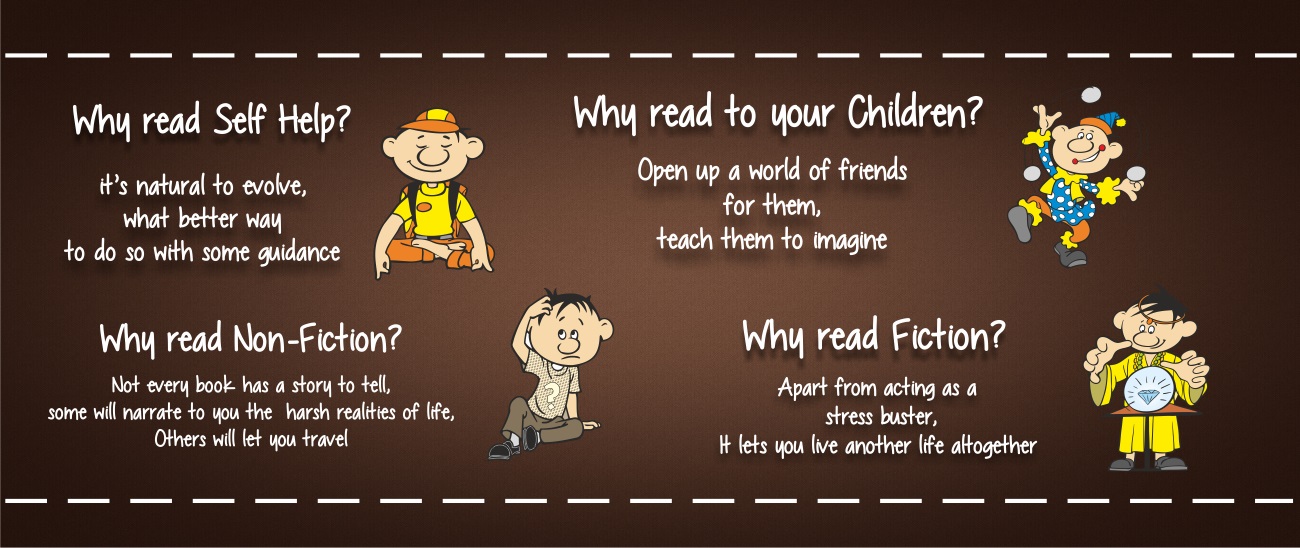 Why read Self Help?
it's natural to evolve,
what better way
to do so with some guidance
Why read to your Children?
Open up a world of friends
for them,
teach them to imagine
Why read Non-Fiction?
Not every book has a story to tell,
some will narrate to you the harsh realities of life,
Others will let you travel
?
Why read Fiction?
Apart from acting as a
stress buster,
It lets you live another life altogether